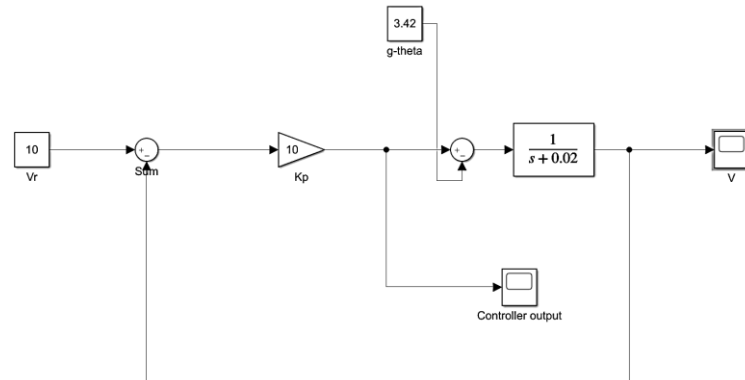 3.42
g-theta
10
Vr
+
−
Sum
10
Kp
+
−
1
s + 0.02
V
Controller output